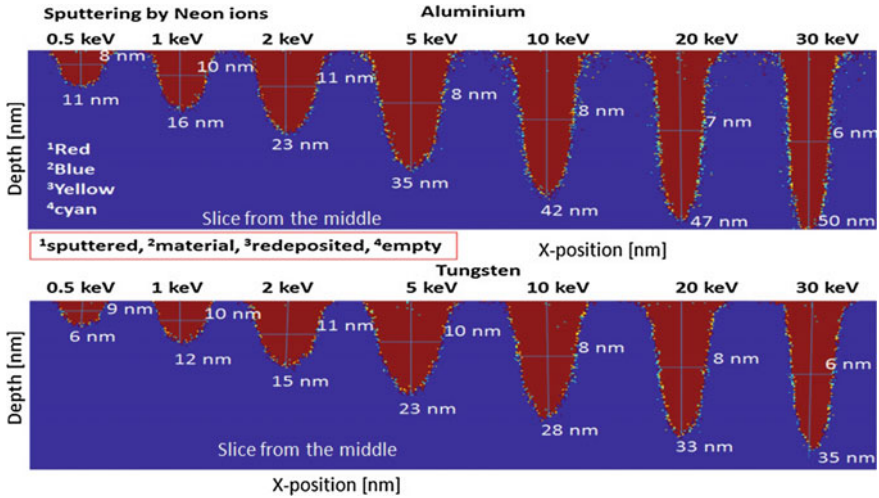 Sputtering by Neon ions
Aluminium
0.5 keV 1 keV 2 keV 5 keV 10 keV 20 keV 30 keV
8 nm 10 nm 11 nm 8 nm 8 nm 7 nm 6 nm
11 nm 16 nm 23 nm 35 nm 42 nm 47 nm 50 nm
Depth [nm]
¹Red
²Blue
³Yellow
⁴cyan
Slice from the middle
¹sputtered, ²material, ³redeposited, ⁴empty
X-position [nm]
Tungsten
0.5 keV 1 keV 2 keV 5 keV 10 keV 20 keV 30 keV
9 nm 10 nm 11 nm 10 nm 8 nm 8 nm 6 nm
6 nm 12 nm 15 nm 23 nm 28 nm 33 nm 35 nm
Depth [nm]
Slice from the middle
X-position [nm]